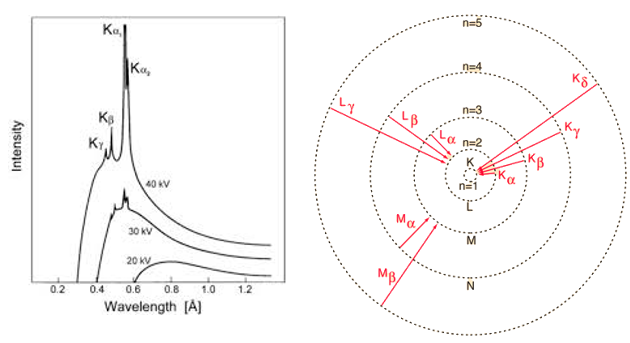 Kα₁
Kα₂
Kβ
Kγ
40 kV
30 kV
20 kV
Intensity
0.2 0.4 0.6 0.8 1.0 1.2
Wavelength [Å]
n=5
n=4
n=3
n=2
K
n=1
L
M
N
Lγ
Lβ
Lα
Kδ
Kγ
Kβ
Kα
Mα
Mβ